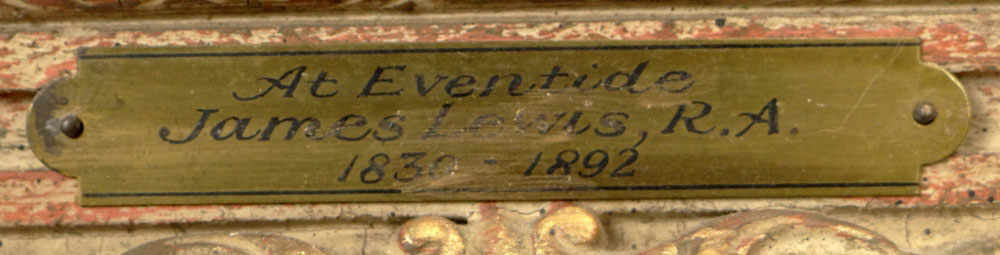 At Eventide
James Lewis, R.A.
1830 - 1892